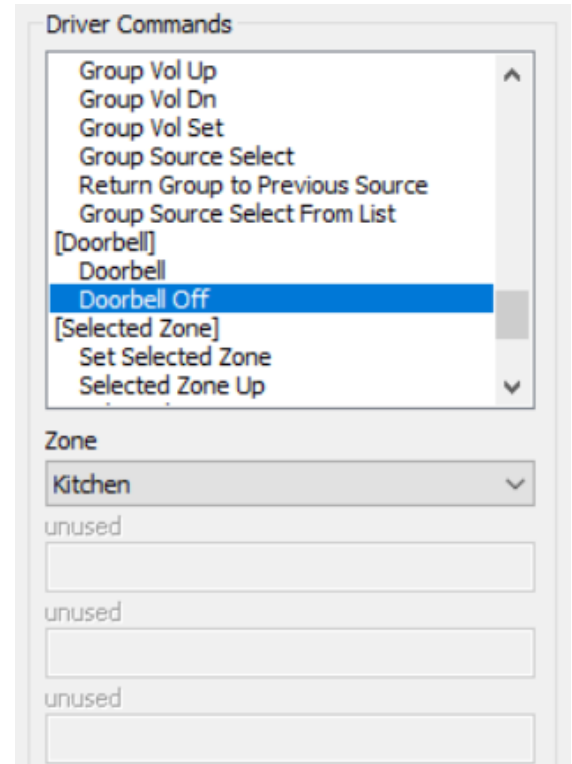 Driver Commands
Group Vol Up
Group Vol Dn
Group Vol Set
Group Source Select
Return Group to Previous Source
Group Source Select From List
[Doorbell]
Doorbell
Doorbell Off
[Selected Zone]
Set Selected Zone
Selected Zone Up
Zone
Kitchen
unused
unused
unused